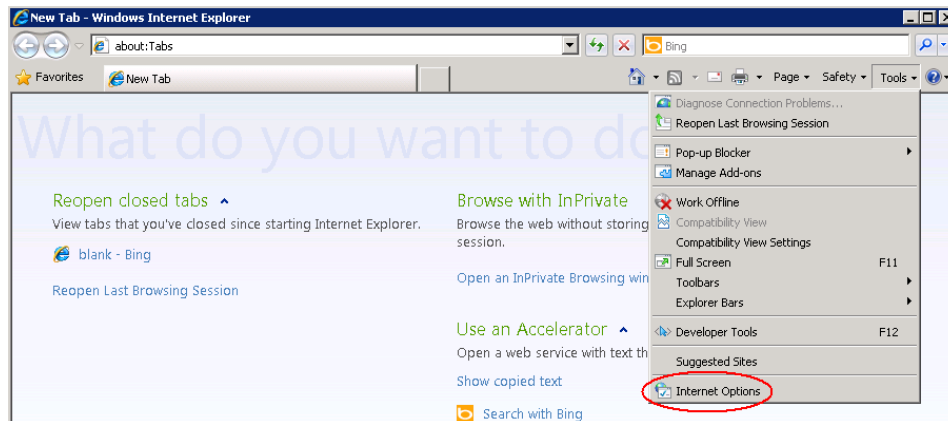 New Tab - Windows Internet Explorer
about:Tabs
Bing
Favorites
New Tab
Page
Safety
Tools
What do you want to do
Reopen closed tabs
View tabs that you've closed since starting Internet Explorer.
blank - Bing
Reopen Last Browsing Session
Browse with InPrivate
Browse the web without storing
session.
Open an InPrivate Browsing win
Use an Accelerator
Open a web service with text th
Show copied text
Search with Bing
Diagnose Connection Problems...
Reopen Last Browsing Session
Pop-up Blocker
Manage Add-ons
Work Offline
Compatibility View
Compatibility View Settings
Full Screen F11
Toolbars
Explorer Bars
Developer Tools F12
Suggested Sites
Internet Options